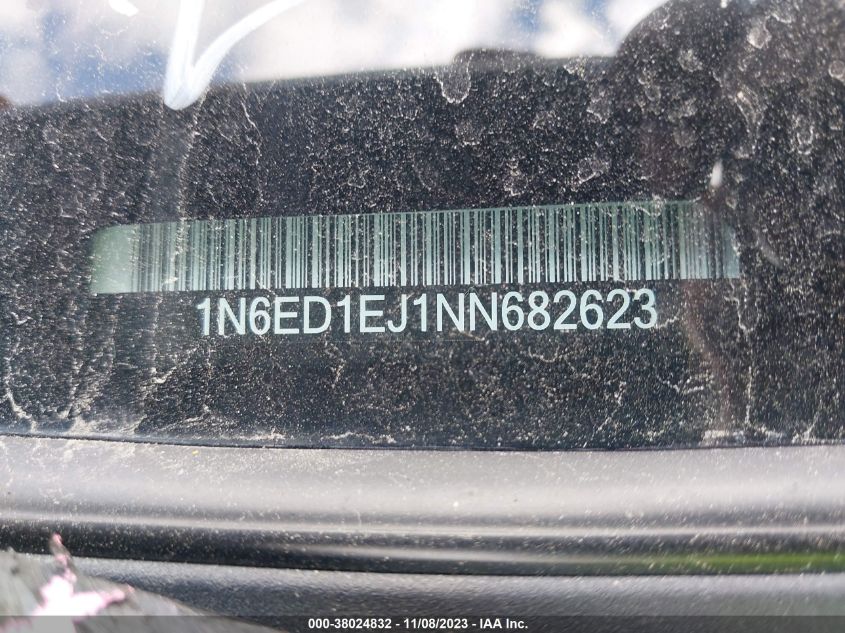 1N6ED1EJ1NN682623
000-38024832 - 11/08/2023 - IAA Inc.